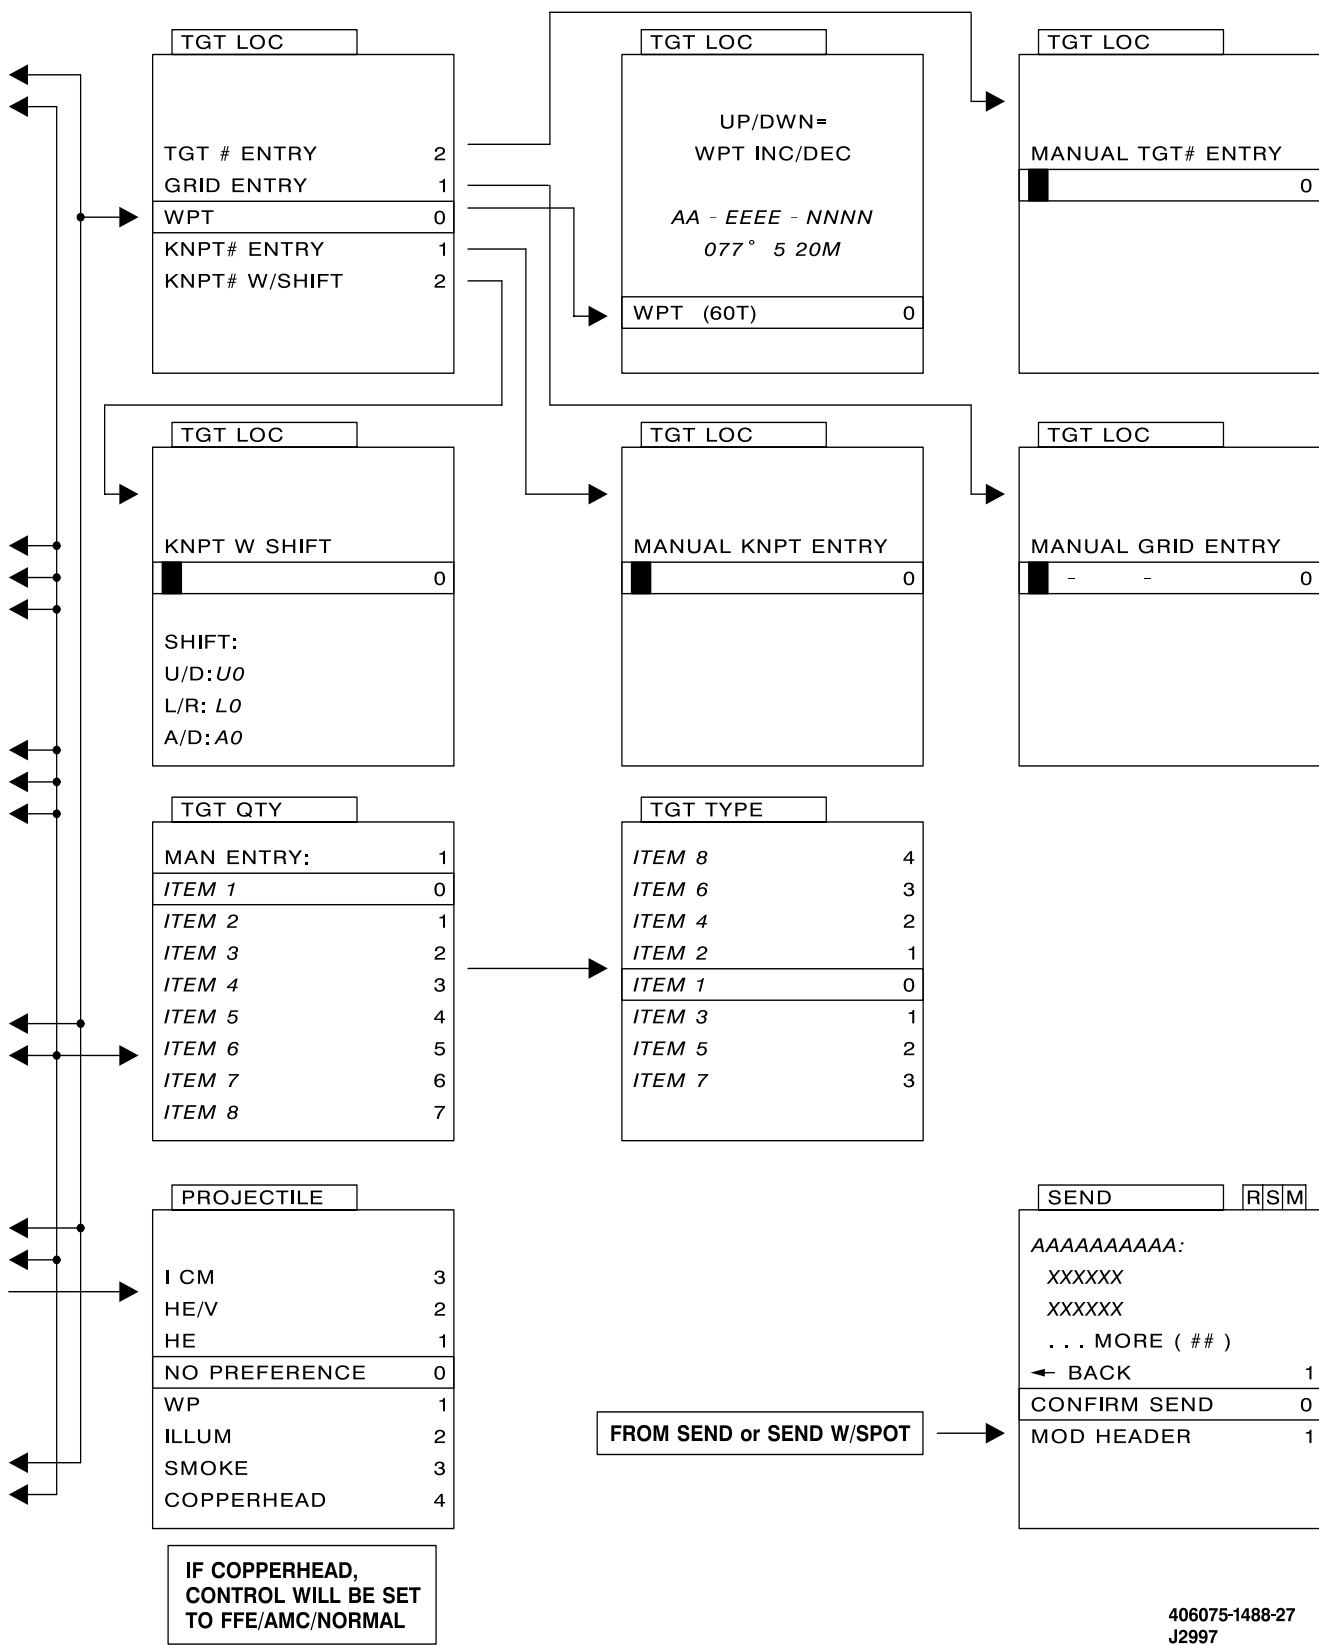 TGT LOC
TGT # ENTRY 2
GRID ENTRY 1
WPT 0
KNPT# ENTRY 1
KNPT# W/SHIFT 2
TGT LOC
UP/DWN=
WPT INC/DEC
AA - EEEE - NNNN
077° 5 20M
WPT (60T) 0
TGT LOC
MANUAL TGT# ENTRY
0
TGT LOC
KNPT W SHIFT
0
SHIFT:
U/D: U0
L/R: L0
A/D: A0
TGT LOC
MANUAL KNPT ENTRY
0
TGT LOC
MANUAL GRID ENTRY
- - 0
TGT QTY
MAN ENTRY: 1
ITEM 1 0
ITEM 2 1
ITEM 3 2
ITEM 4 3
ITEM 5 4
ITEM 6 5
ITEM 7 6
ITEM 8 7
TGT TYPE
ITEM 8 4
ITEM 6 3
ITEM 4 2
ITEM 2 1
ITEM 1 0
ITEM 3 1
ITEM 5 2
ITEM 7 3
PROJECTILE
I CM 3
HE/V 2
HE 1
NO PREFERENCE 0
WP 1
ILLUM 2
SMOKE 3
COPPERHEAD 4
IF COPPERHEAD,
CONTROL WILL BE SET
TO FFE/AMC/NORMAL
FROM SEND or SEND W/SPOT
SEND R S M
AAAAAAAAAA:
XXXXXX
XXXXXX
. . . MORE ( ## )
← BACK 1
CONFIRM SEND 0
MOD HEADER 1
406075-1488-27
J2997